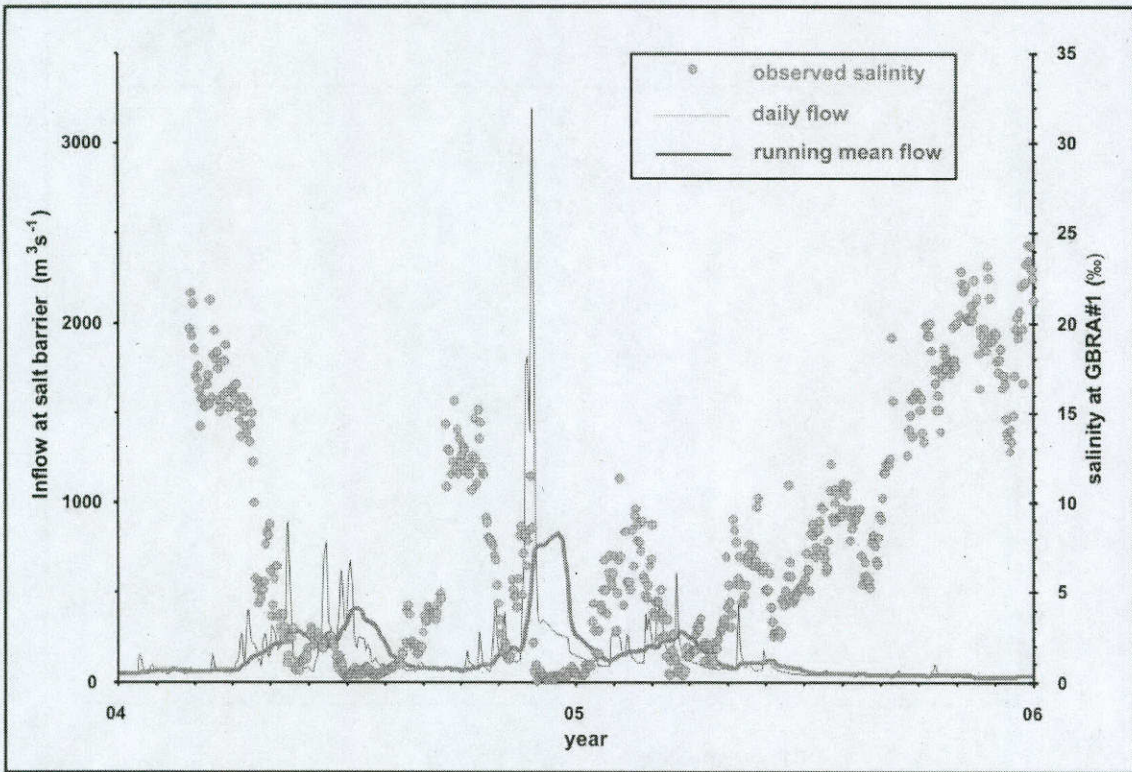 observed salinity
daily flow
running mean flow
Inflow at salt barrier (m³s⁻¹)
3000
2000
1000
0
35
30
25
20
15
10
5
0
salinity at GBRA#1 (‰)
04
05
06
year